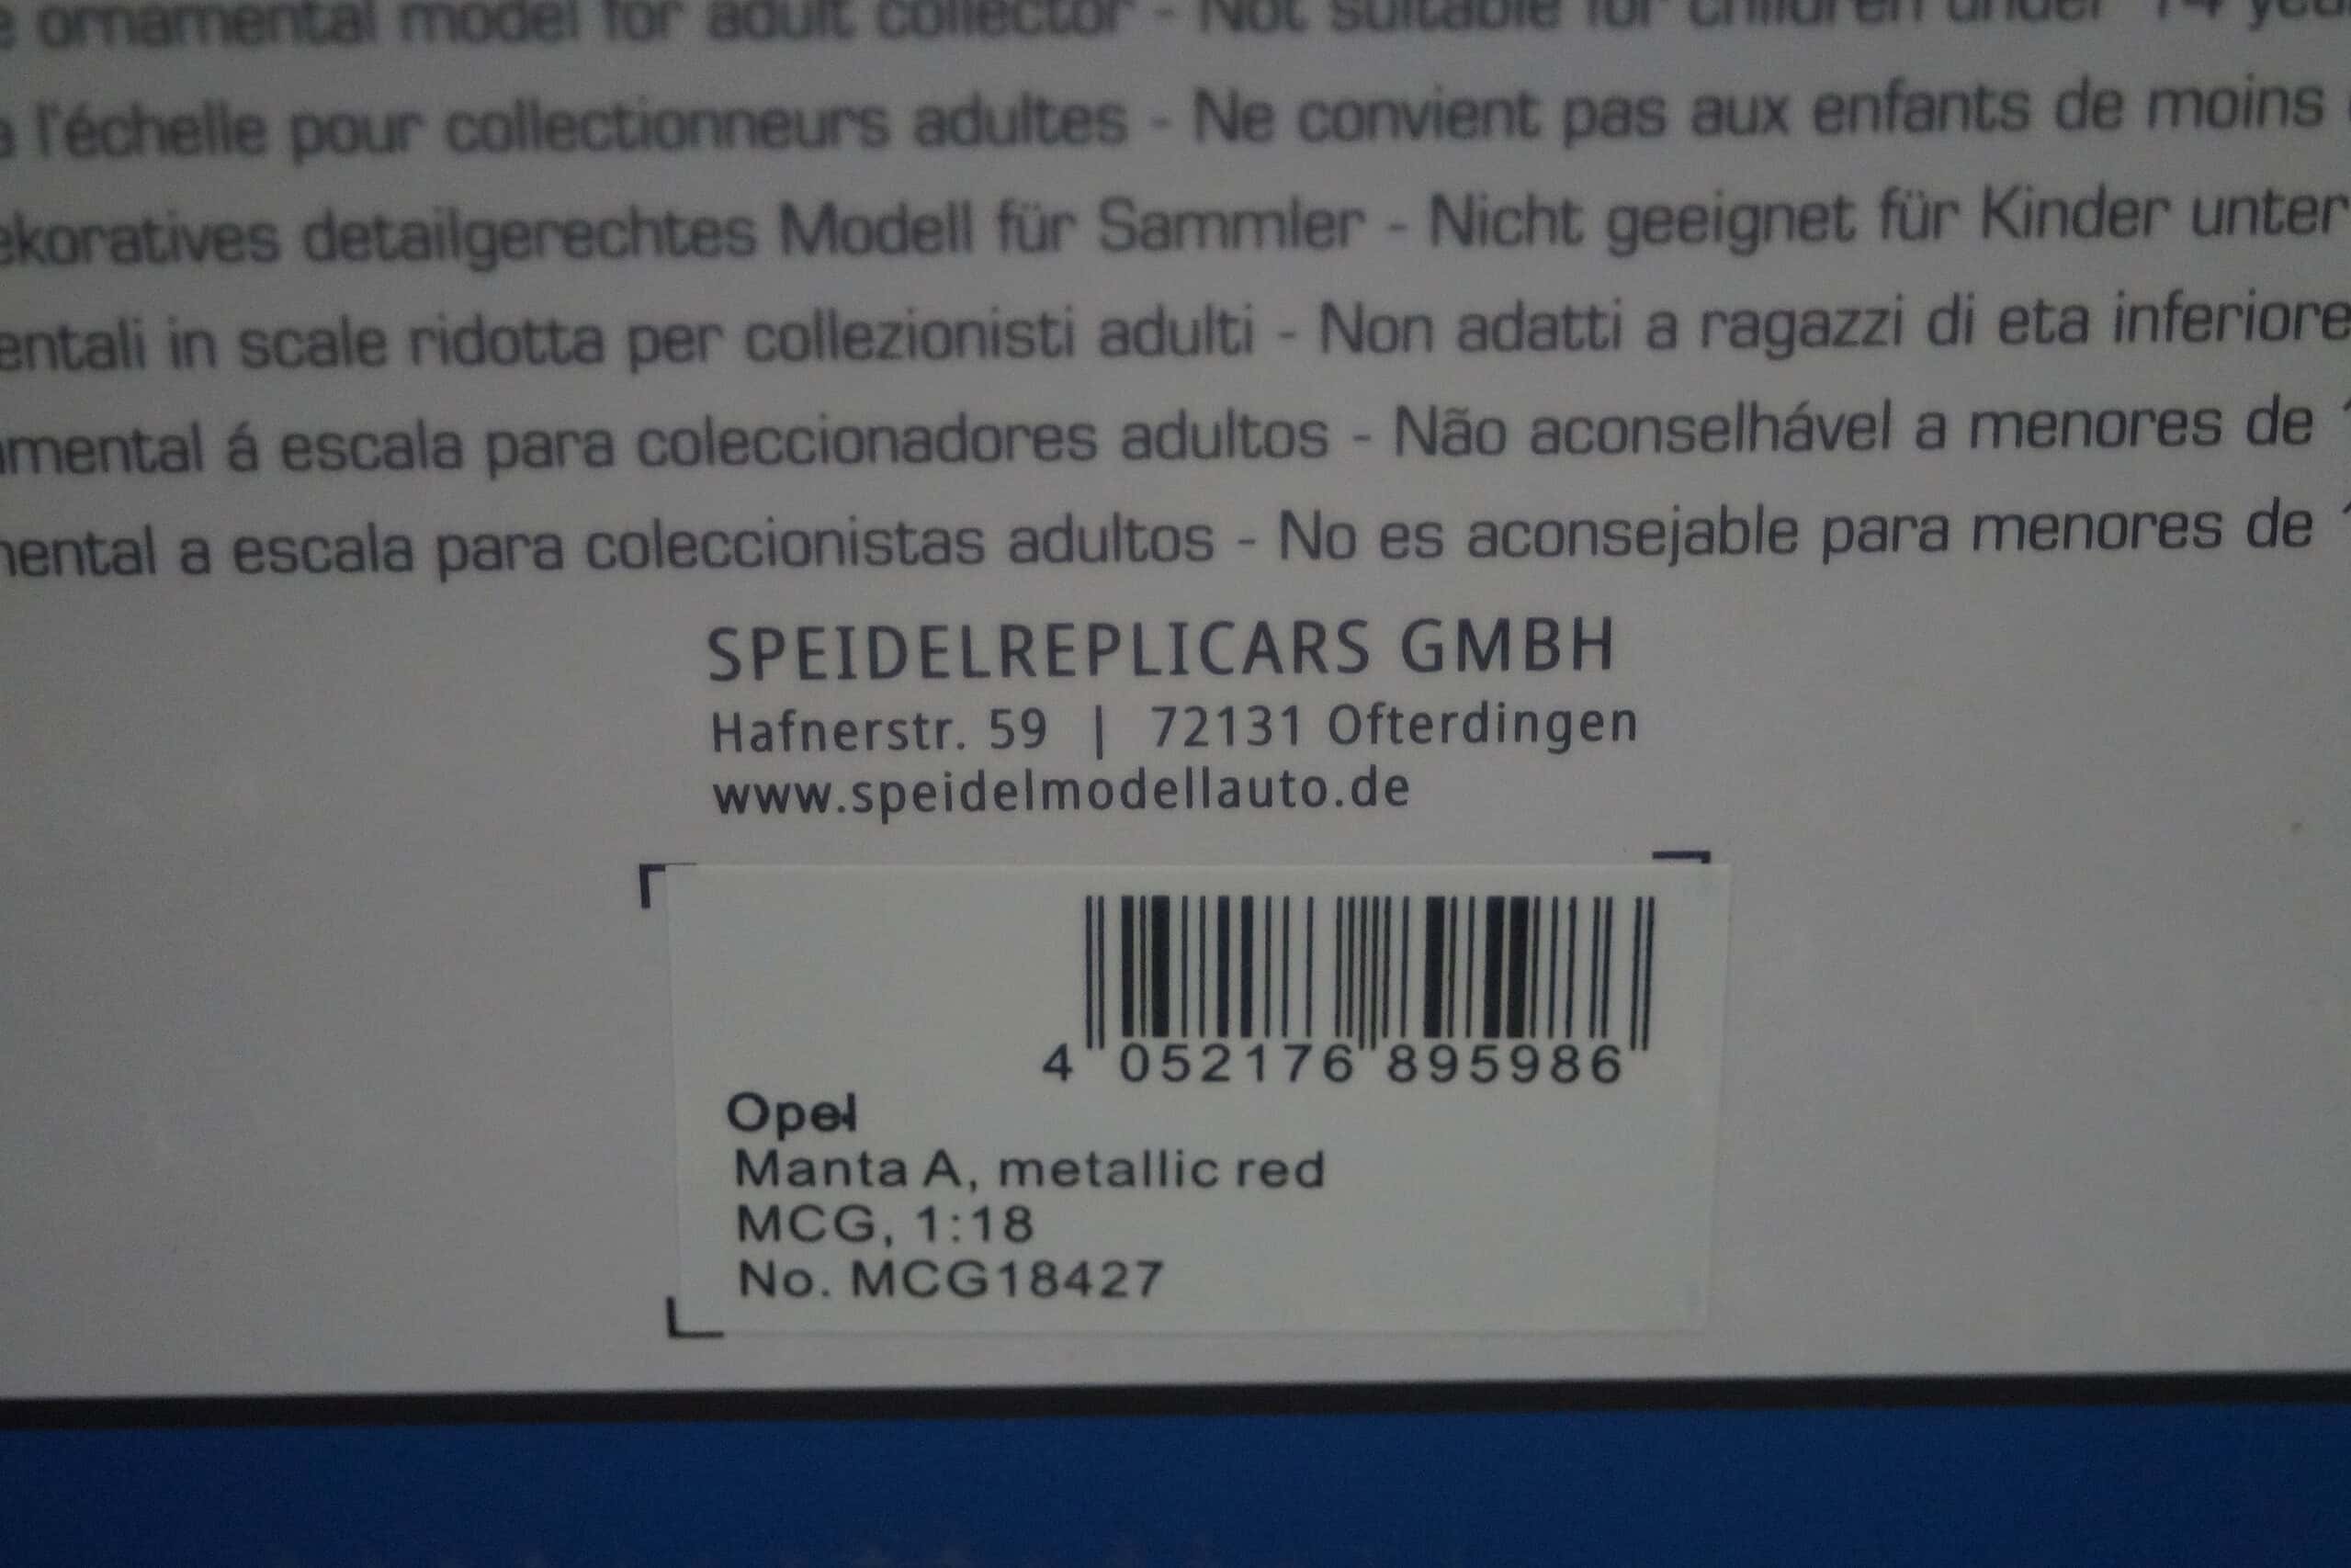 ornamental model for adult collector - Not suitable for children under 14
l'échelle pour collectionneurs adultes - Ne convient pas aux enfants de moins
ekoratives detailgerechtes Modell für Sammler - Nicht geeignet für Kinder unter
entali in scale ridotta per collezionisti adulti - Non adatti a ragazzi di eta inferiore
mental á escala para coleccionadores adultos - Não aconselhável a menores de
ental a escala para coleccionistas adultos - No es aconsejable para menores de
SPEIDELREPLICARS GMBH
Hafnerstr. 59 | 72131 Ofterdingen
www.speidelmodellauto.de
4 052176 895986
Opel
Manta A, metallic red
MCG, 1:18
No. MCG18427